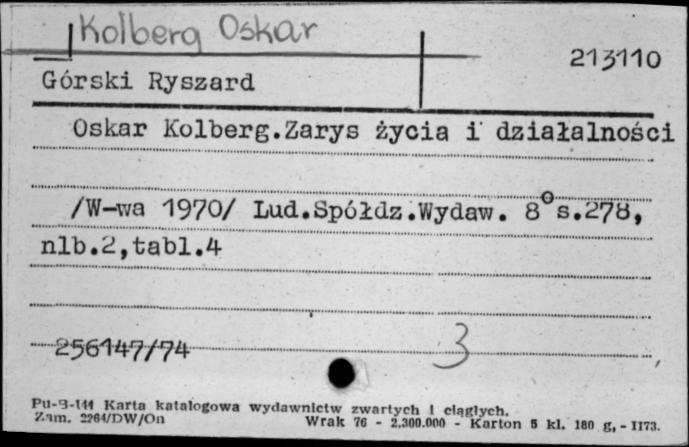 Kolberg Oskar
213110
Górski Ryszard
Oskar Kolberg.Zarys życia i działalności
/W-wa 1970/ Lud.Spółdz.Wydaw. 8° s.278,
nlb.2,tabl.4
256147/74
3
Pu-B-144 Karta katalogowa wydawnictw zwartych i ciągłych.
Zam. 2264/DW/On Wrak 76 - 2.300.000 - Karton 5 kl. 180 g, - II73.